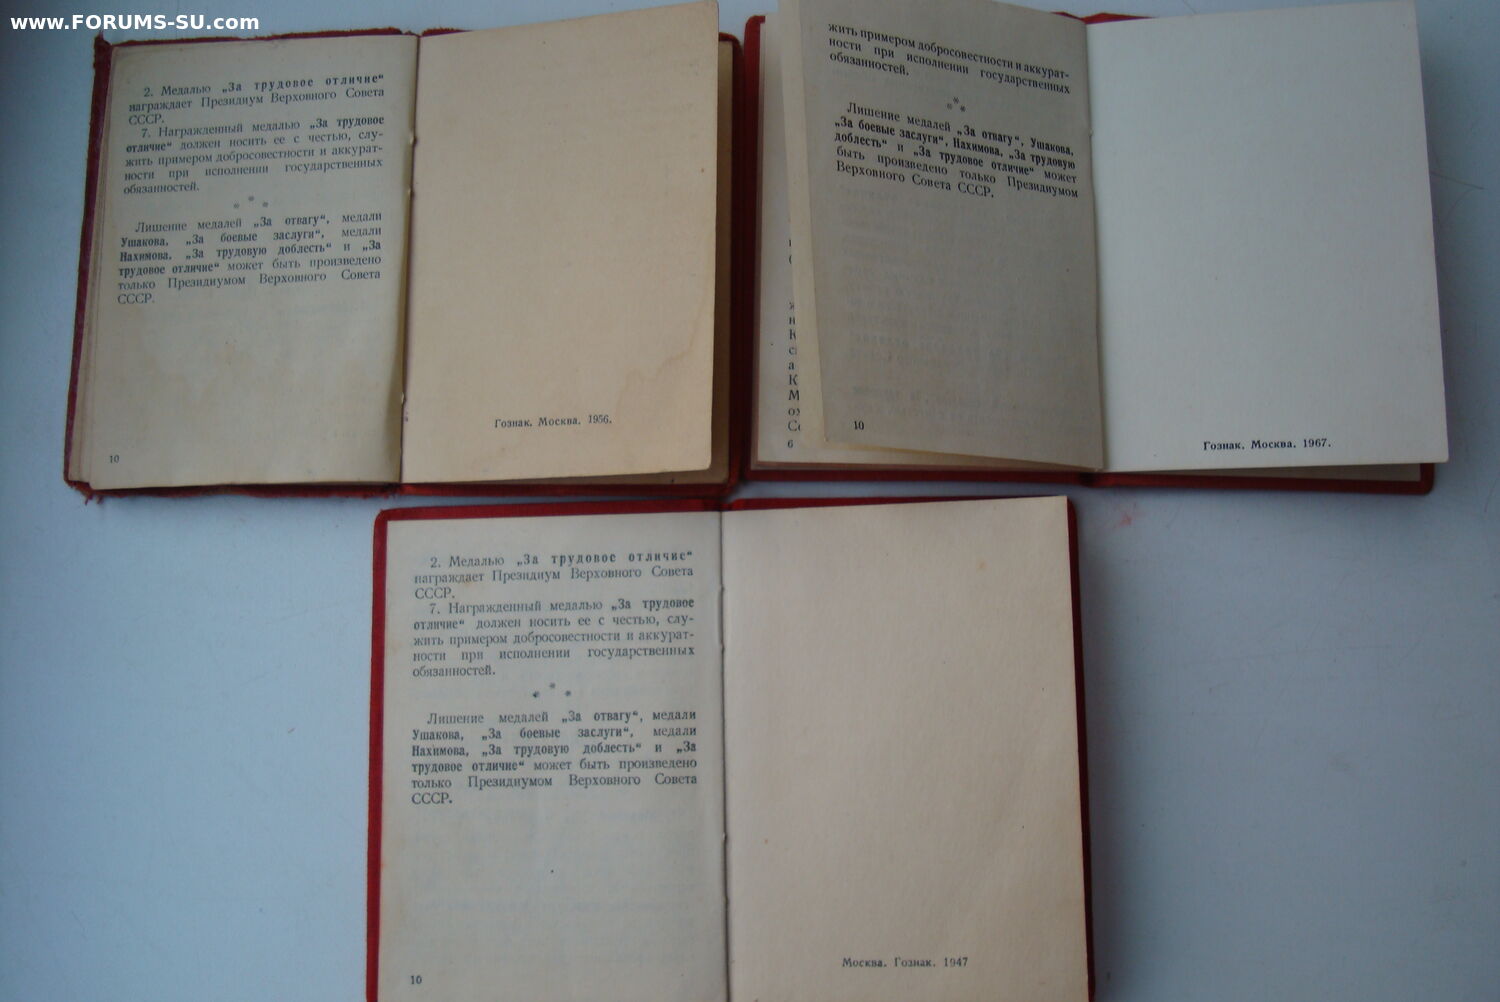 www.FORUMS-SU.com
2. Медалью „За трудовое отличие“
награждает Президиум Верховного Совета
СССР.
7. Награжденный медалью „За трудовое
отличие“ должен носить ее с честью, слу-
жить примером добросовестности и аккурат-
ности при исполнении государственных
обязанностей.
* * *
Лишение медалей „За отвагу“, медали
Ушакова, „За боевые заслуги“, медали
Нахимова, „За трудовую доблесть“ и „За
трудовое отличие“ может быть произведено
только Президиумом Верховного Совета
СССР.
10
Гознак. Москва. 1956.
жить примером добросовестности и аккурат-
ности при исполнении государственных
обязанностей.
* * *
Лишение медалей „За отвагу“, Ушакова,
„За боевые заслуги“, Нахимова, „За трудовую
доблесть“ и „За трудовое отличие“ может
быть произведено только Президиумом
Верховного Совета СССР.
10
6
Гознак. Москва. 1967.
2. Медалью „За трудовое отличие“
награждает Президиум Верховного Совета
СССР.
7. Награжденный медалью „За трудовое
отличие“ должен носить ее с честью, слу-
жить примером добросовестности и аккурат-
ности при исполнении государственных
обязанностей.
* * *
Лишение медалей „За отвагу“, медали
Ушакова, „За боевые заслуги“, медали
Нахимова, „За трудовую доблесть“ и „За
трудовое отличие“ может быть произведено
только Президиумом Верховного Совета
СССР.
10
Москва. Гознак. 1947